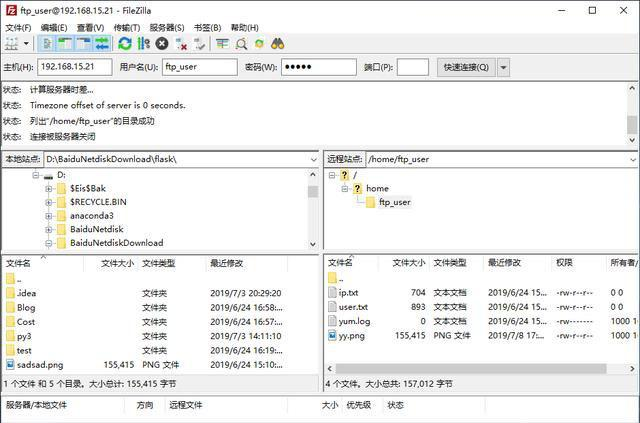 ftp_user@192.168.15.21 - FileZilla
文件(F) 编辑(E) 查看(V) 传输(T) 服务器(S) 书签(B) 帮助(H)
主机(H): 192.168.15.21 用户名(U): ftp_user 密码(W): ●●●●● 端口(P): 快速连接(Q)
状态: 计算服务器时差...
状态: Timezone offset of server is 0 seconds.
状态: 列出"/home/ftp_user"的目录成功
状态: 连接被服务器关闭
本地站点: D:\BaiduNetdiskDownload\flask\
D:
$Eis$Bak
$RECYCLE.BIN
anaconda3
BaiduNetdisk
BaiduNetdiskDownload
远程站点: /home/ftp_user
/
home
ftp_user
文件名 文件大小 文件类型 最近修改
..
.idea 文件夹 2019/7/3 20:29:20
Blog 文件夹 2019/6/24 16:58:...
Cost 文件夹 2019/6/24 16:57:...
py3 文件夹 2019/7/3 14:11:10
test 文件夹 2019/6/24 16:19:...
sadsad.png 155,415 PNG 文件 2019/6/24 15:10:...
1 个文件 和 5 个目录。大小总计: 155,415 字节
文件名 文件大小 文件类型 最近修改 权限 所有者/
..
ip.txt 704 文本文档 2019/6/24 15... -rw-r--r-- 0 0
user.txt 893 文本文档 2019/6/24 15... -rw-r--r-- 0 0
yum.log 0 文本文档 2019/6/24 15... -rw------- 1000 1
yy.png 155,415 PNG 文件 2019/7/8 17:... -rw-r--r-- 1000 1
4 个文件。大小总共: 157,012 字节
服务器/本地文件 方向 远程文件 大小 优先级 状态